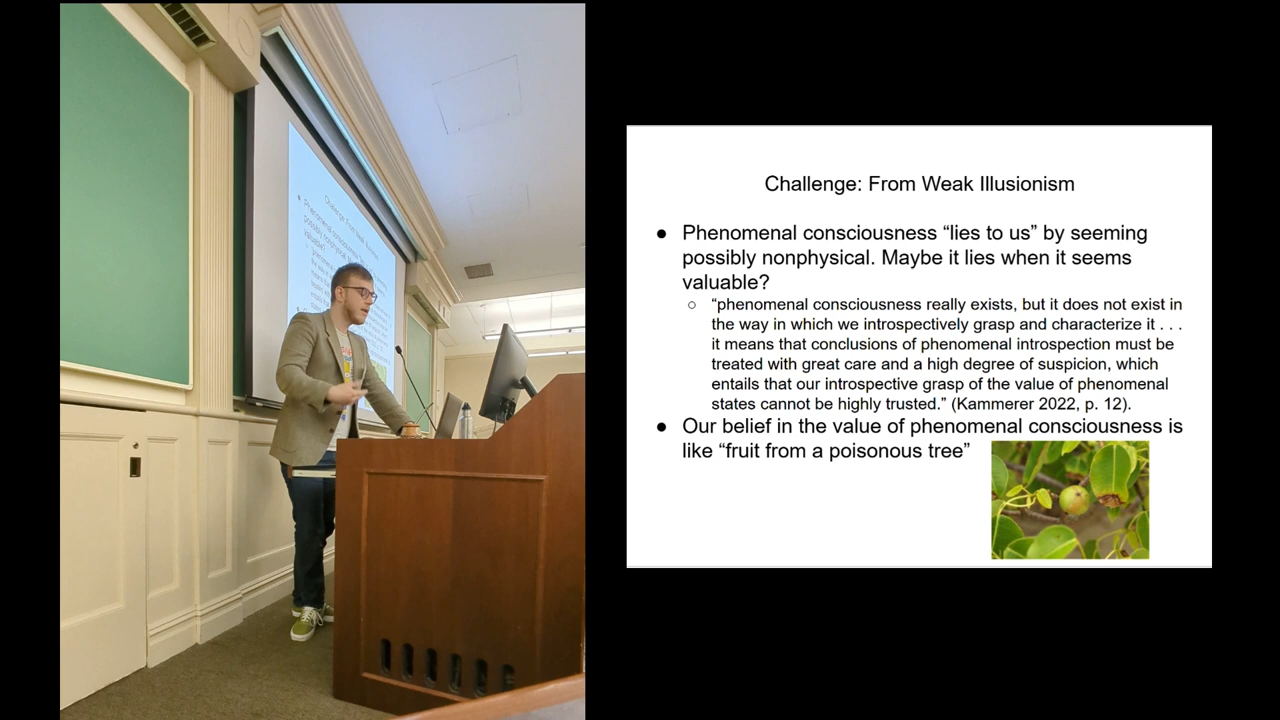 Challenge: From Weak Illusionism
● Phenomenal consciousness “lies to us” by seeming
possibly nonphysical. Maybe it lies when it seems
valuable?
○ “phenomenal consciousness really exists, but it does not exist in
the way in which we introspectively grasp and characterize it . . .
it means that conclusions of phenomenal introspection must be
treated with great care and a high degree of suspicion, which
entails that our introspective grasp of the value of phenomenal
states cannot be highly trusted.” (Kammerer 2022, p. 12).
● Our belief in the value of phenomenal consciousness is
like “fruit from a poisonous tree”